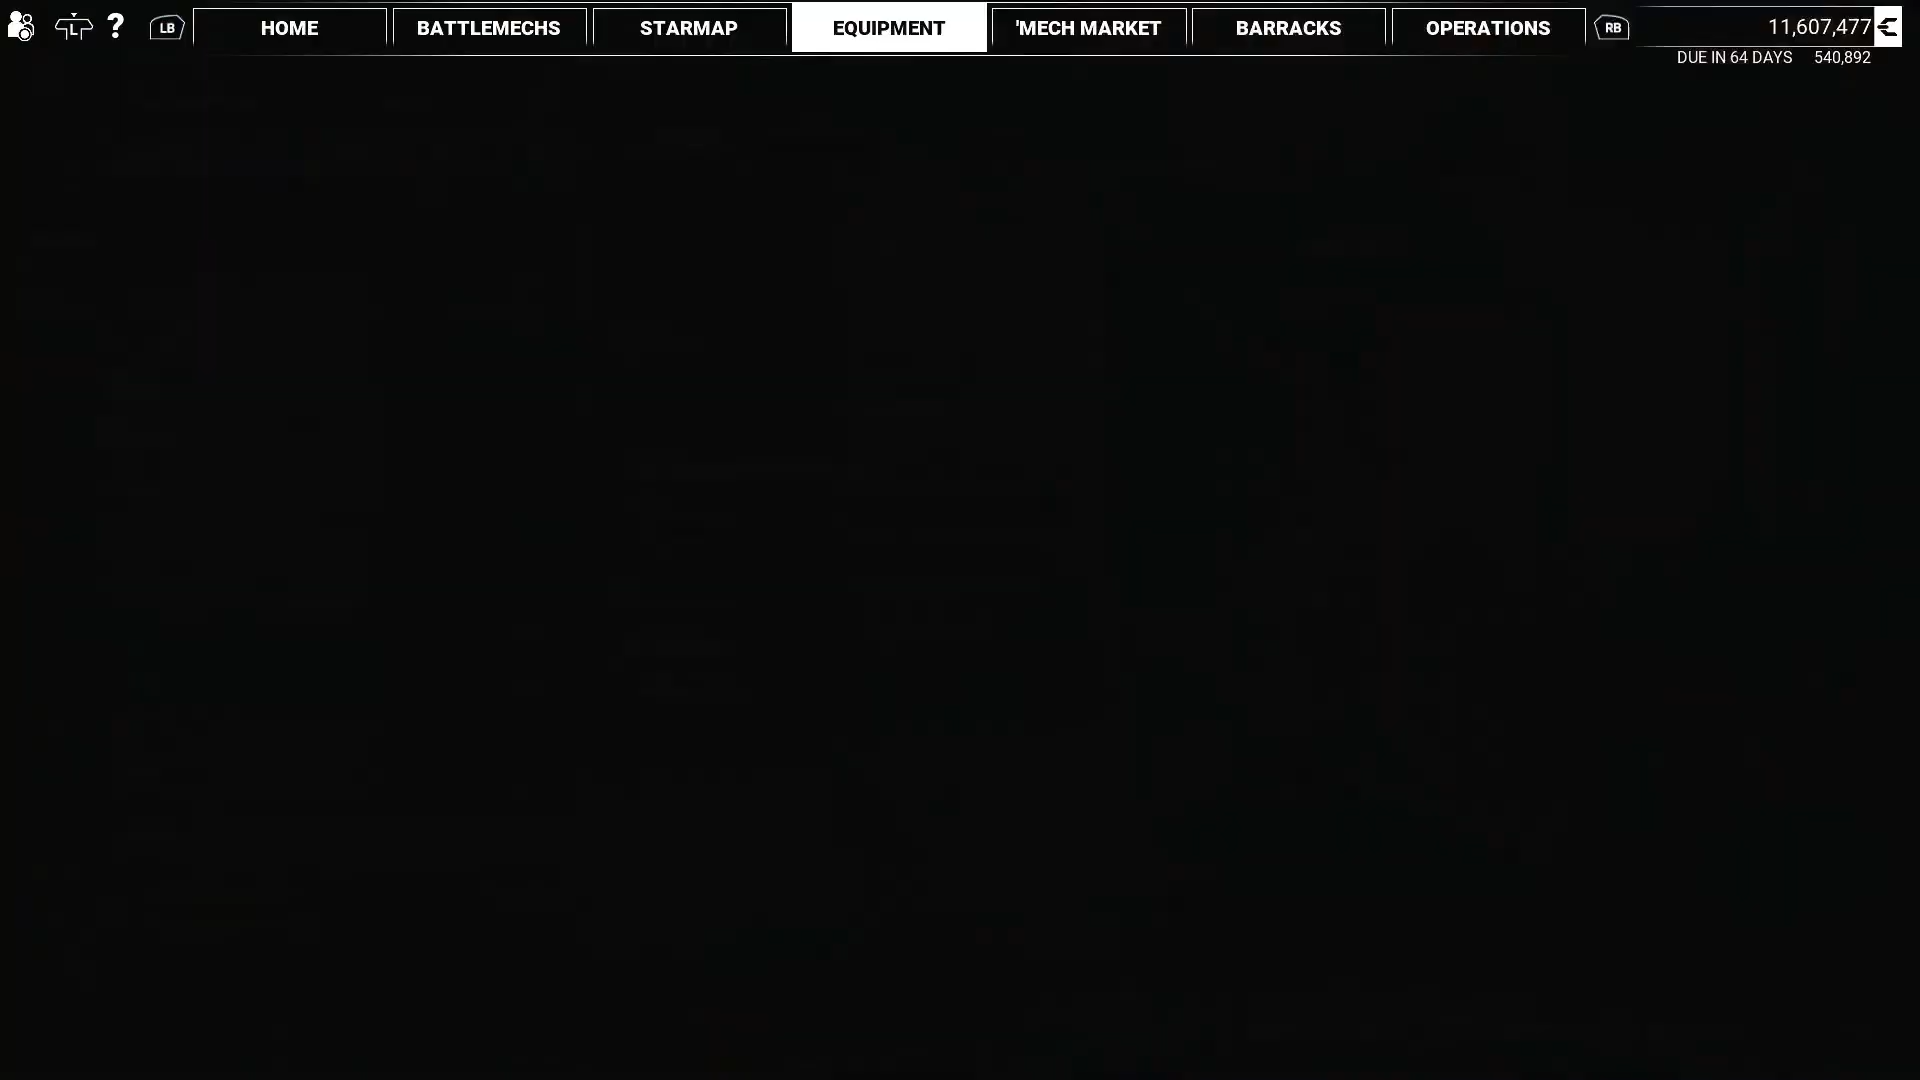 L ? LB HOME BATTLEMECHS STARMAP EQUIPMENT 'MECH MARKET BARRACKS OPERATIONS RB 11,607,477
DUE IN 64 DAYS 540,892